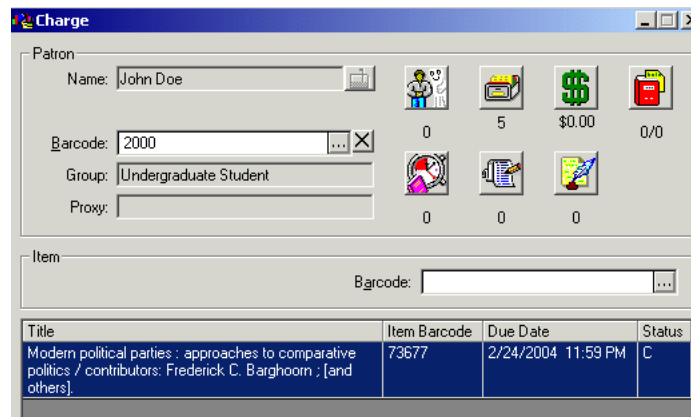 Charge
Patron
Name: John Doe
0
5
$0.00
0/0
Barcode: 2000 ...
Group: Undergraduate Student
Proxy:
0
0
0
Item
Barcode: ...
Title Item Barcode Due Date Status
Modern political parties : approaches to comparative 73677 2/24/2004 11:59 PM C
politics / contributors: Frederick C. Barghoorn ; [and
others].